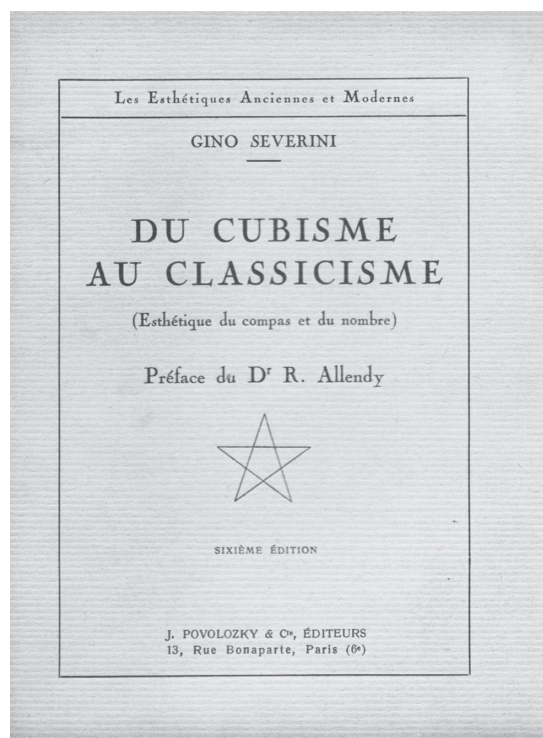 Les Esthétiques Anciennes et Modernes
GINO SEVERINI
DU CUBISME
AU CLASSICISME
(Esthétique du compas et du nombre)
Préface du Dr R. Allendy
SIXIÈME ÉDITION
J. POVOLOZKY & Cie, ÉDITEURS
13, Rue Bonaparte, Paris (6e)